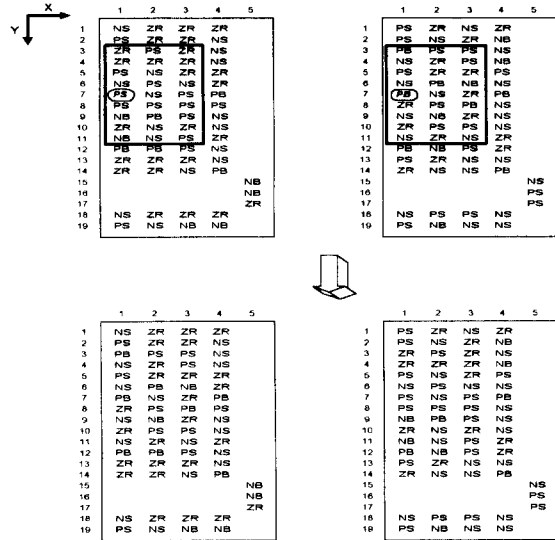 X
Y
1 2 3 4 5
1 NS ZR ZR ZR
2 PS ZR ZR NS
3 ZR PS ZR NS
4 ZR ZR ZR NS
5 PS NS ZR ZR
6 NS PS NS ZR
7 PS NS PS PB
8 PS PS PS PS
9 NB PB PS NS
10 ZR NS ZR NS
11 NB NS PS ZR
12 PB PB PS NS
13 ZR ZR ZR NS
14 ZR ZR NS PB
15 NB
16 NB
17 ZR
18 NS ZR ZR ZR
19 PS NS NB NB
1 2 3 4 5
1 PS ZR NS ZR
2 PS NS ZR NB
3 PB PS PS NS
4 NS ZR PS NS
5 PS ZR ZR PS
6 NS PB NB NS
7 PB NS ZR PB
8 ZR PS PB NS
9 NS NB ZR NS
10 ZR PS PS NS
11 NS ZR NS ZR
12 PB NB PS ZR
13 PS ZR ZR NS
14 ZR NS NS PB
15 NS
16 PS
17 PS
18 NS PS PS NS
19 PS NB NS NS
1 2 3 4 5
1 NS ZR ZR ZR
2 PS ZR ZR NS
3 PB PS PS NS
4 NS ZR PS NS
5 PS ZR ZR ZR
6 NS PB NB ZR
7 PB NS ZR PB
8 ZR PS PB PS
9 NS NB ZR NS
10 ZR PS PS NS
11 NS ZR NS ZR
12 PB PB PS NS
13 ZR ZR ZR NS
14 ZR ZR NS PB
15 NB
16 NB
17 ZR
18 NS ZR ZR ZR
19 PS NS NB NB
1 2 3 4 5
1 PS ZR NS ZR
2 PS NS ZR NB
3 ZR PS ZR NS
4 ZR ZR ZR NS
5 PS NS ZR PS
6 NS PS NS NS
7 PS NS PS PB
8 PS PS PS NS
9 NB PB PS NS
10 ZR NS ZR NS
11 NB NS PS ZR
12 PB NB PS ZR
13 PS ZR ZR NS
14 ZR NS NS PB
15 NS
16 PS
17 PS
18 NS PS PS NS
19 PS NB NS NS